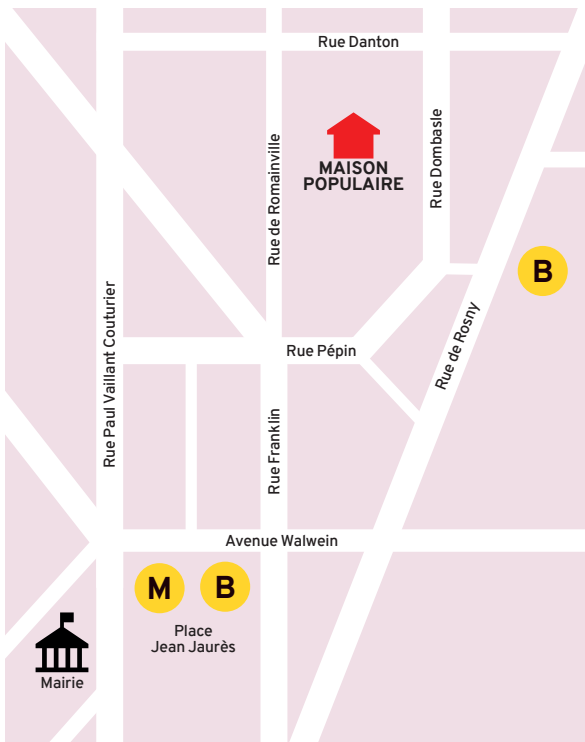 Rue Danton
Rue de Romainville
Rue Dombasle
MAISON
POPULAIRE
B
Rue Paul Vaillant Couturier
Rue Pépin
Rue de Rosny
Rue Franklin
Avenue Walwein
M
B
Place
Jean Jaurès
Mairie